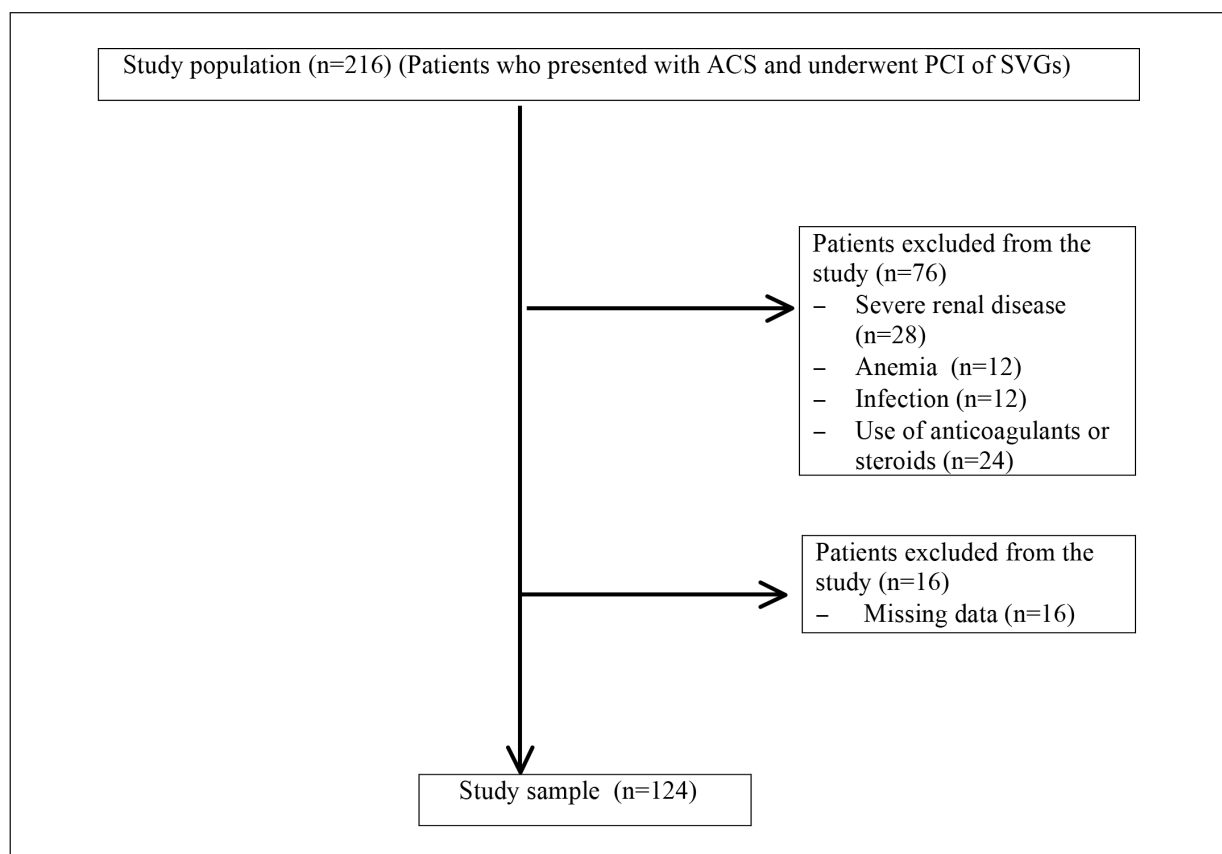 Study population (n=216) (Patients who presented with ACS and underwent PCI of SVGs)
Patients excluded from the
study (n=76)
– Severe renal disease
(n=28)
– Anemia (n=12)
– Infection (n=12)
– Use of anticoagulants or
steroids (n=24)
Patients excluded from the
study (n=16)
– Missing data (n=16)
Study sample (n=124)